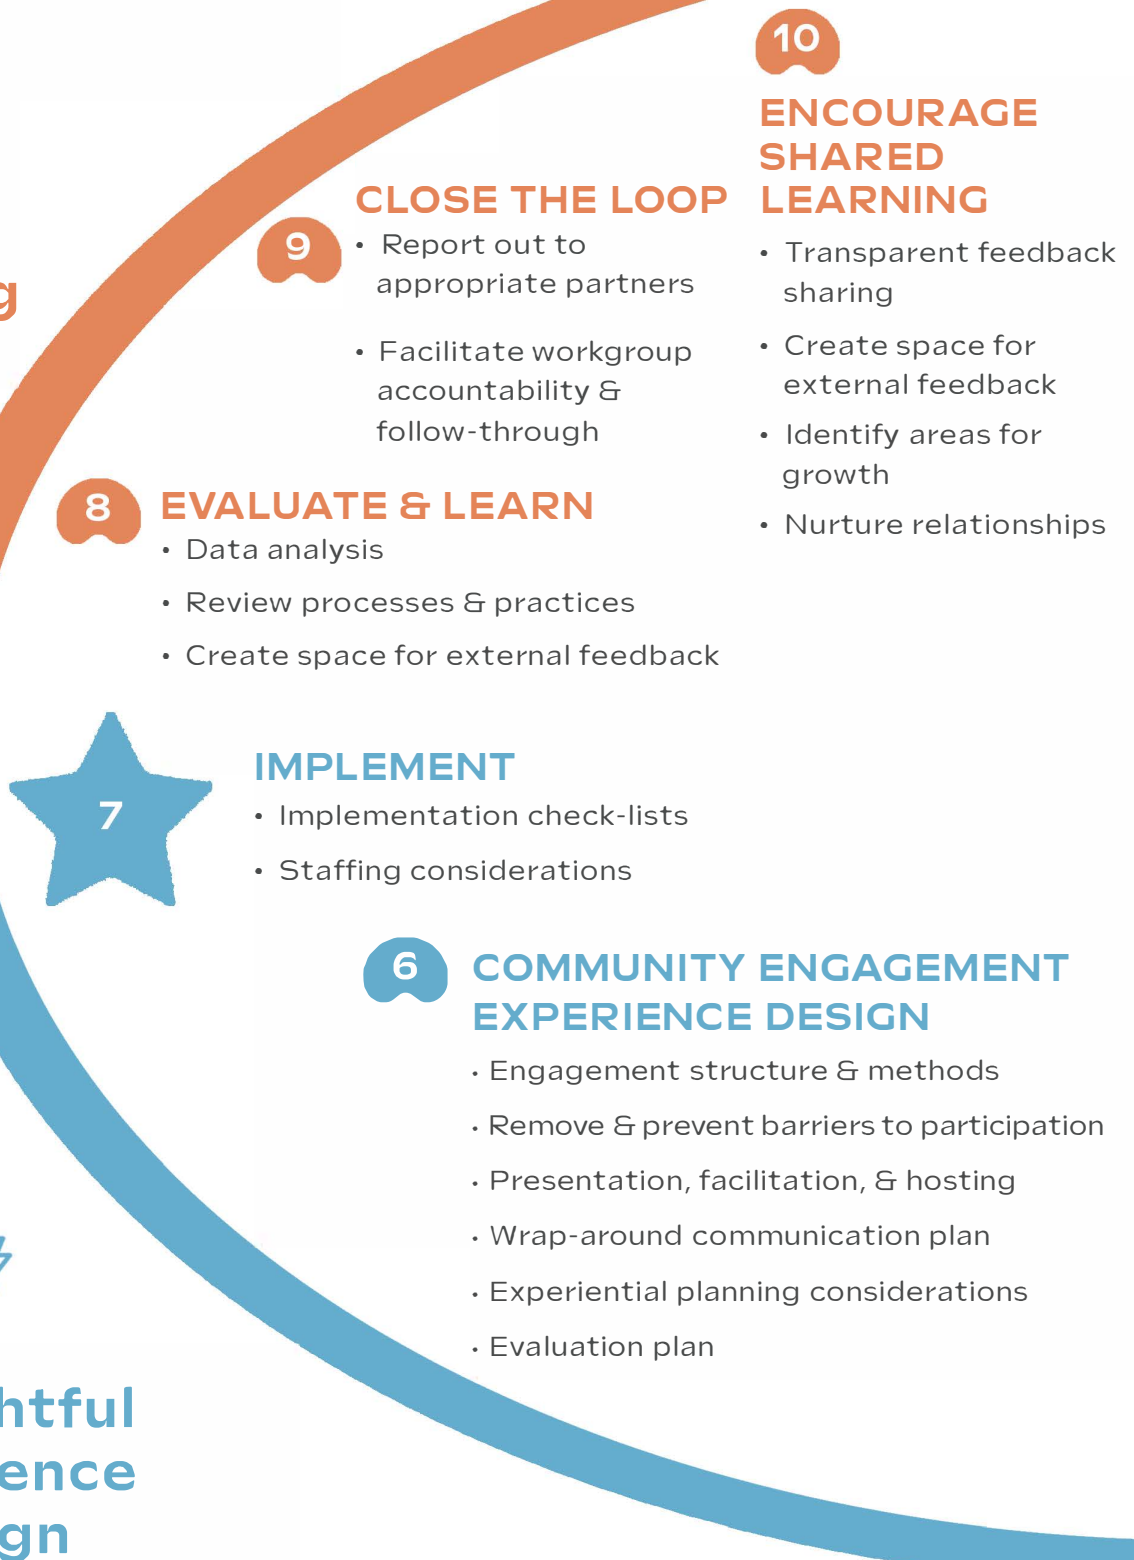 10
ENCOURAGE
SHARED
LEARNING
• Transparent feedback
sharing
• Create space for
external feedback
• Identify areas for
growth
• Nurture relationships
CLOSE THE LOOP
9
• Report out to
appropriate partners
• Facilitate workgroup
accountability &
follow-through
8
EVALUATE & LEARN
• Data analysis
• Review processes & practices
• Create space for external feedback
7
IMPLEMENT
• Implementation check-lists
• Staffing considerations
6
COMMUNITY ENGAGEMENT
EXPERIENCE DESIGN
• Engagement structure & methods
• Remove & prevent barriers to participation
• Presentation, facilitation, & hosting
• Wrap-around communication plan
• Experiential planning considerations
• Evaluation plan
g
htful
ence
gn